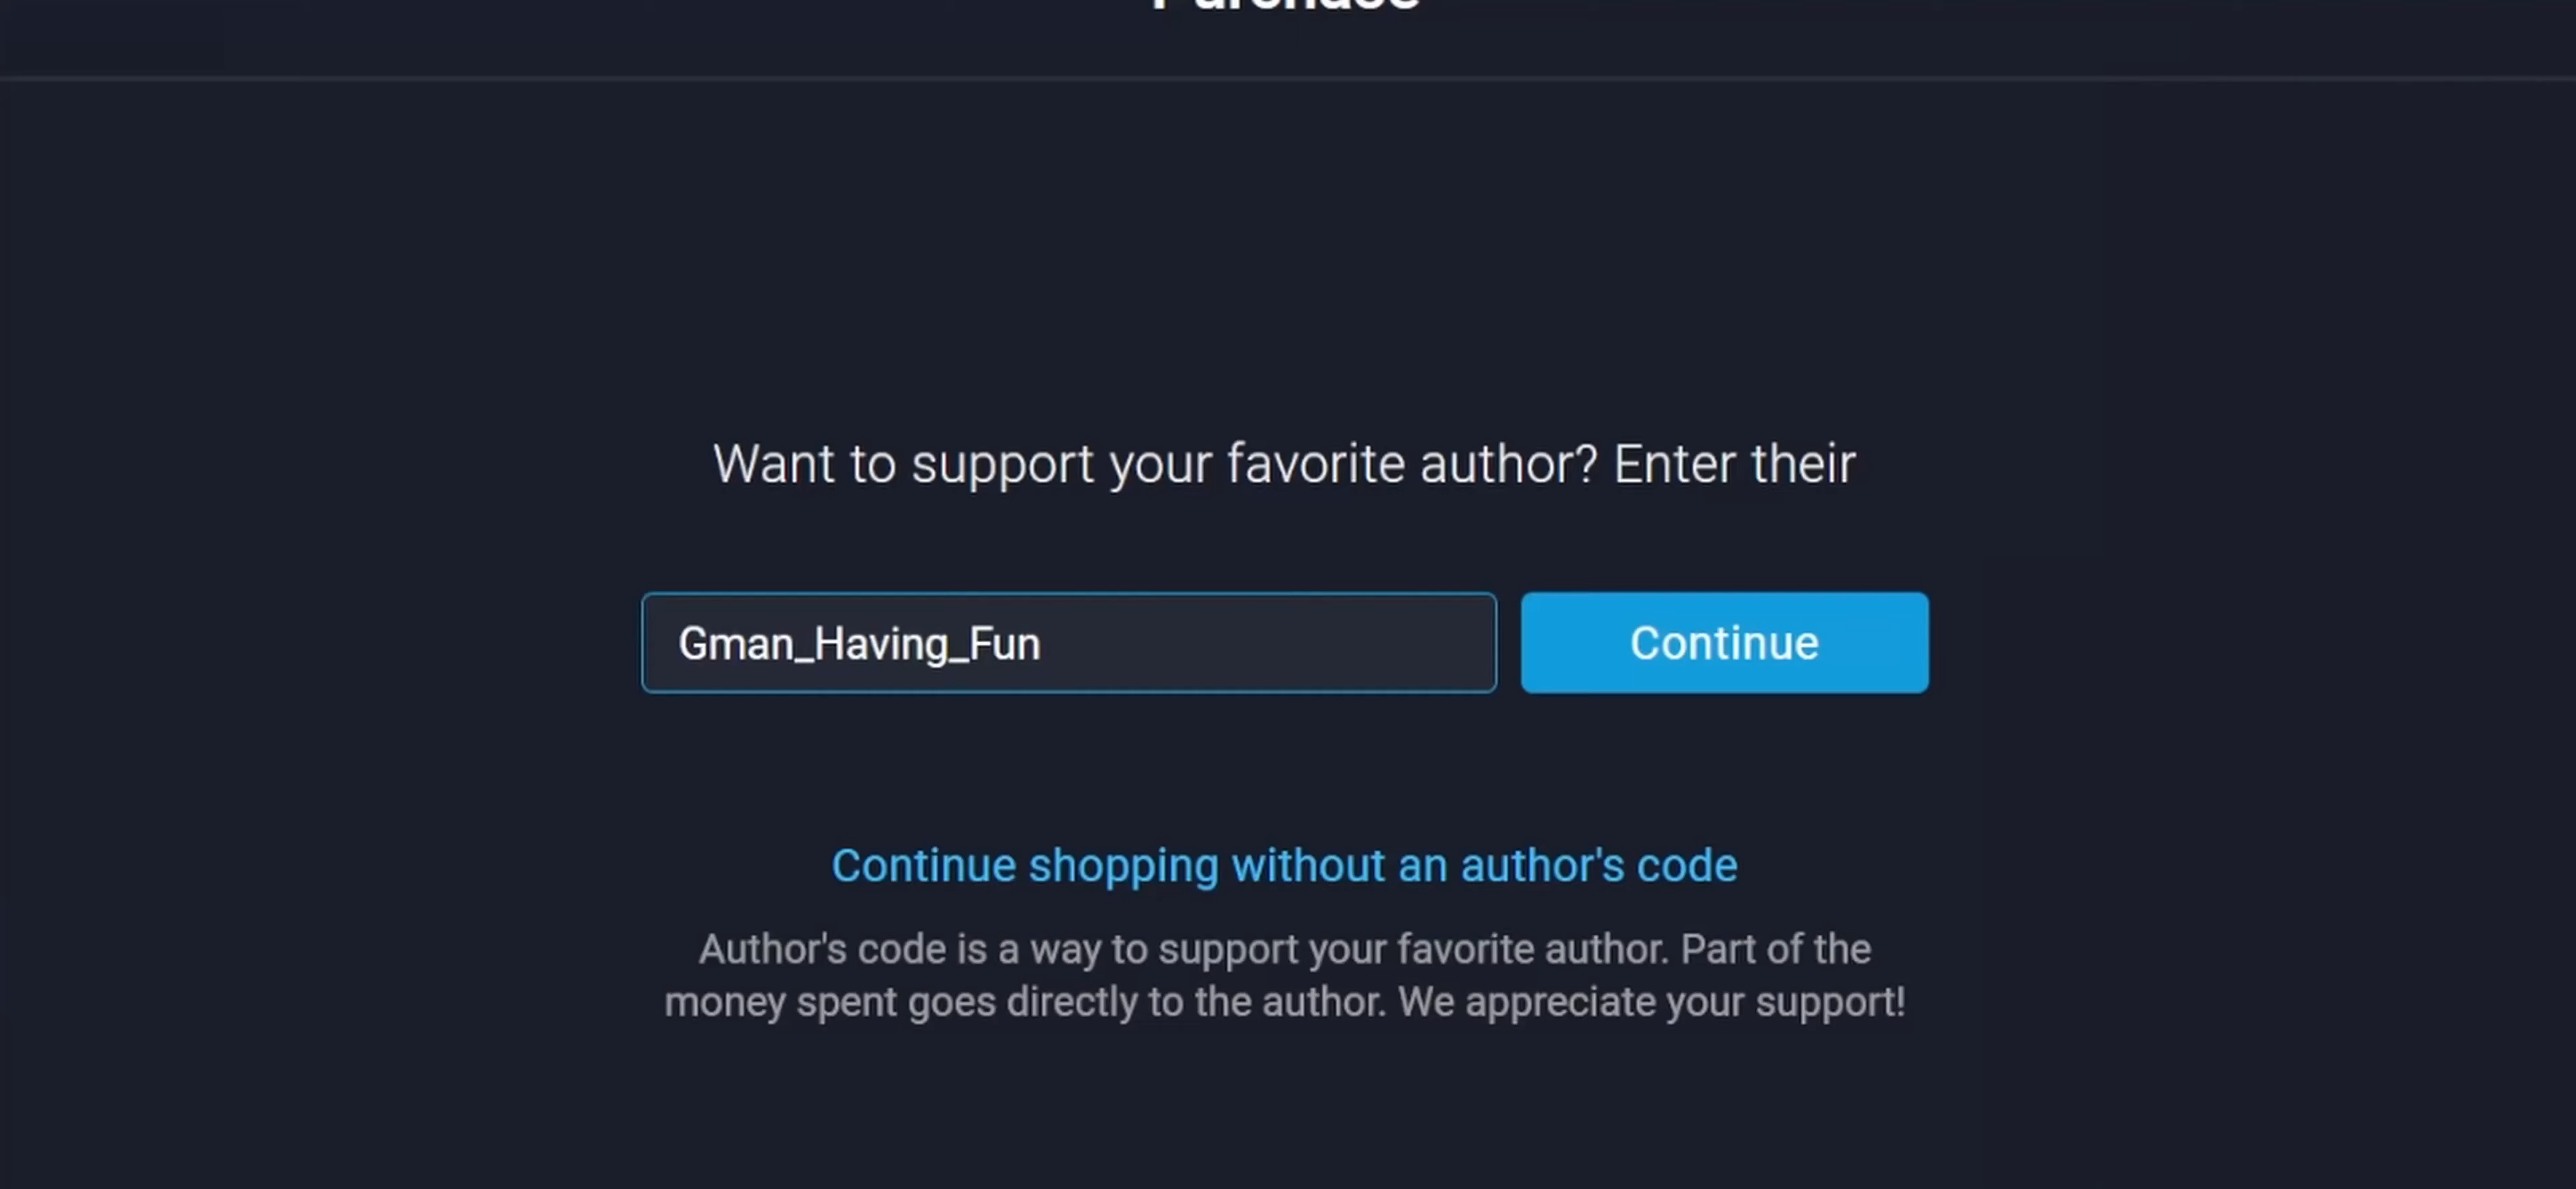 Purchase
Want to support your favorite author? Enter their
Gman_Having_Fun
Continue
Continue shopping without an author's code
Author's code is a way to support your favorite author. Part of the
money spent goes directly to the author. We appreciate your support!